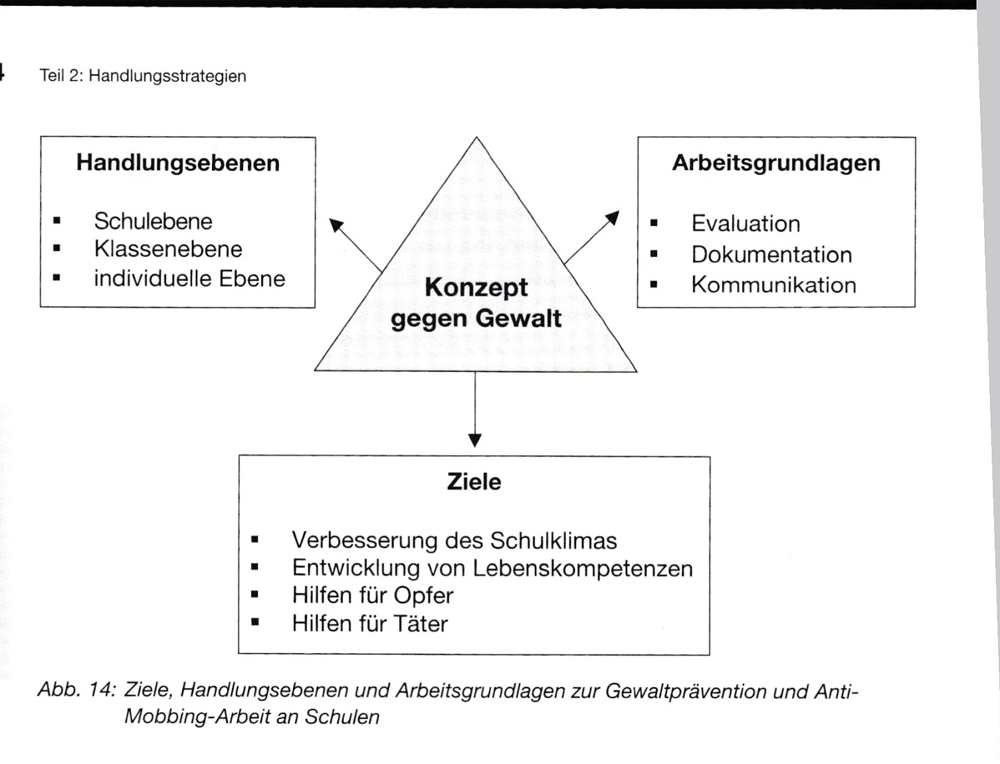 4 Teil 2: Handlungsstrategien
Handlungsebenen
▪ Schulebene
▪ Klassenebene
▪ individuelle Ebene
Arbeitsgrundlagen
▪ Evaluation
▪ Dokumentation
▪ Kommunikation
Konzept
gegen Gewalt
Ziele
▪ Verbesserung des Schulklimas
▪ Entwicklung von Lebenskompetenzen
▪ Hilfen für Opfer
▪ Hilfen für Täter
Abb. 14: Ziele, Handlungsebenen und Arbeitsgrundlagen zur Gewaltprävention und Anti-
Mobbing-Arbeit an Schulen